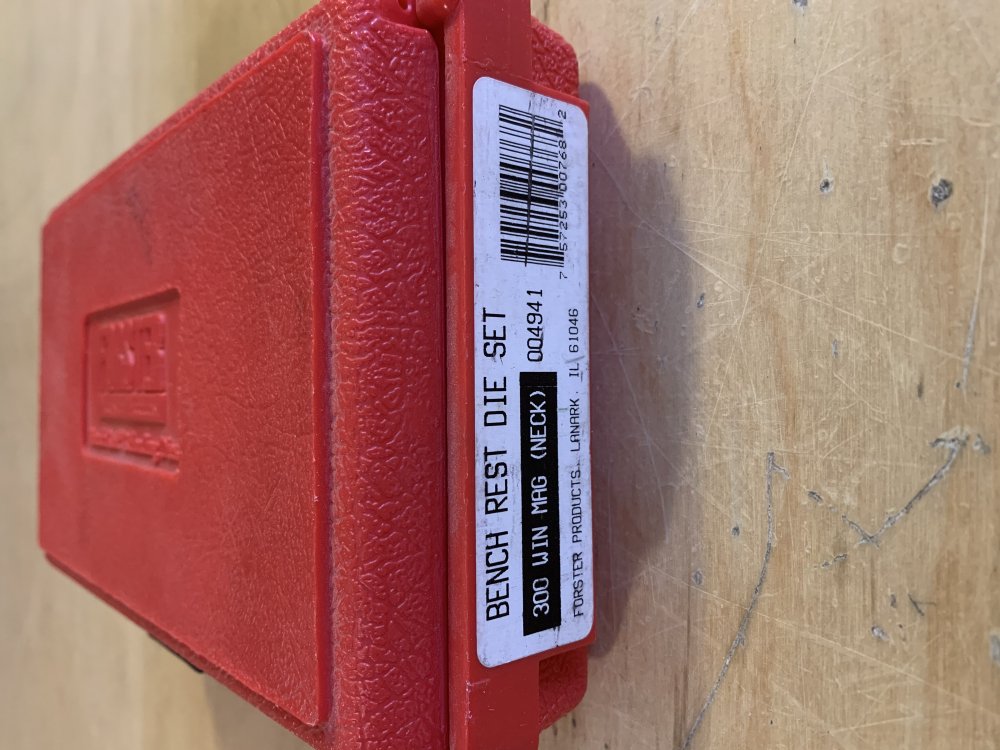 BENCH REST DIE SET
300 WIN MAG (NECK) 004941
FORSTER PRODUCTS, LANARK, IL 61046
7 57253 00768 2